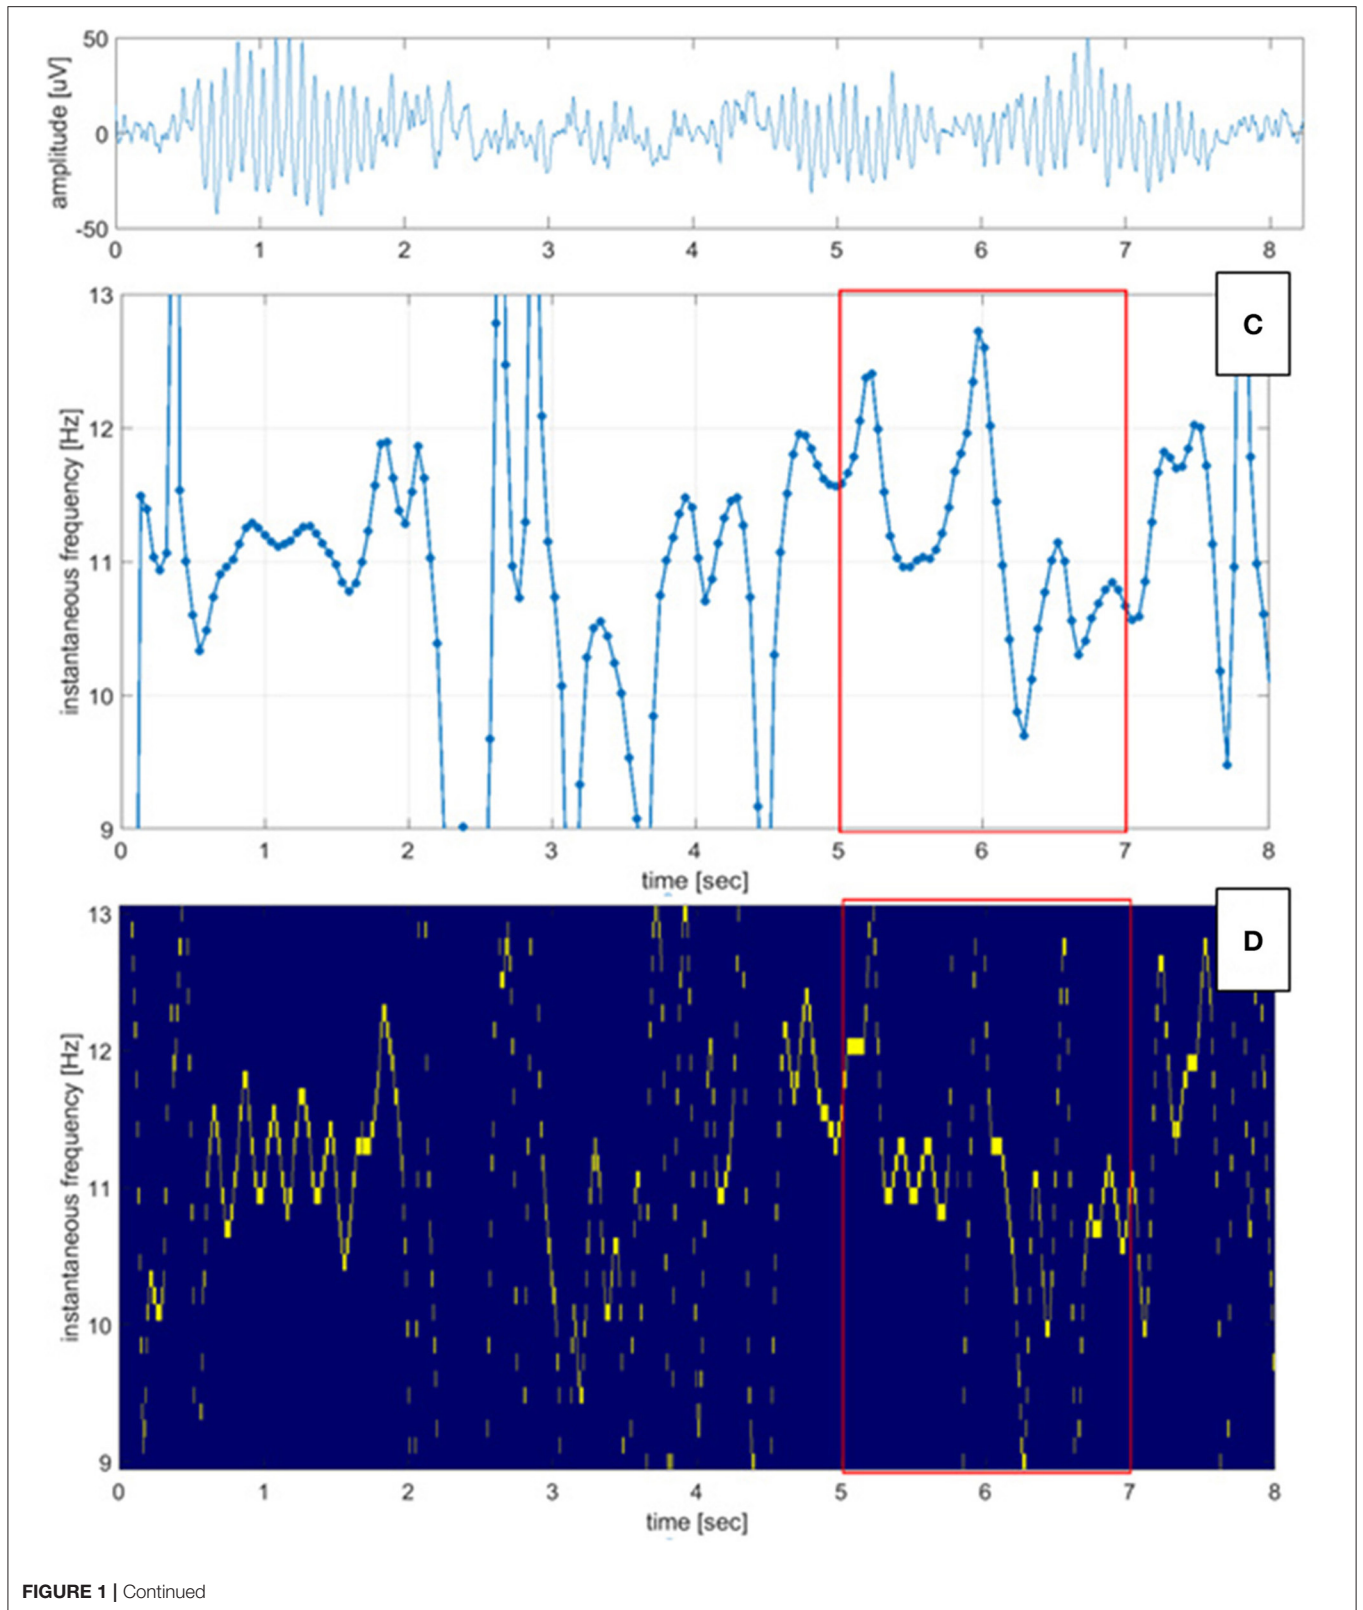 50
0
-50
amplitude [uV]
0 1 2 3 4 5 6 7 8
C
13
12
11
10
9
instantaneous frequency [Hz]
0 1 2 3 4 5 6 7 8
time [sec]
D
13
12
11
10
9
instantaneous frequency [Hz]
0 1 2 3 4 5 6 7 8
time [sec]
FIGURE 1 | Continued